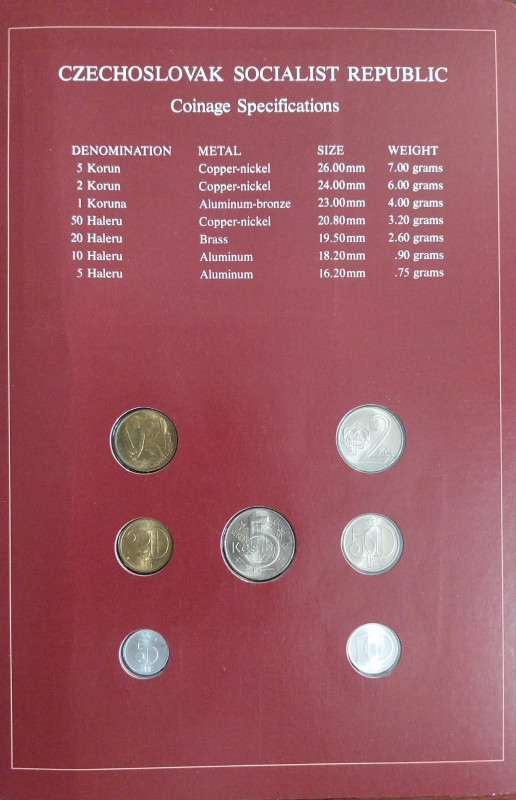 CZECHOSLOVAK SOCIALIST REPUBLIC
Coinage Specifications
DENOMINATION METAL SIZE WEIGHT
5 Korun Copper-nickel 26.00mm 7.00 grams
2 Korun Copper-nickel 24.00mm 6.00 grams
1 Koruna Aluminum-bronze 23.00mm 4.00 grams
50 Haleru Copper-nickel 20.80mm 3.20 grams
20 Haleru Brass 19.50mm 2.60 grams
10 Haleru Aluminum 18.20mm .90 grams
5 Haleru Aluminum 16.20mm .75 grams
2
20
5
50
5
10